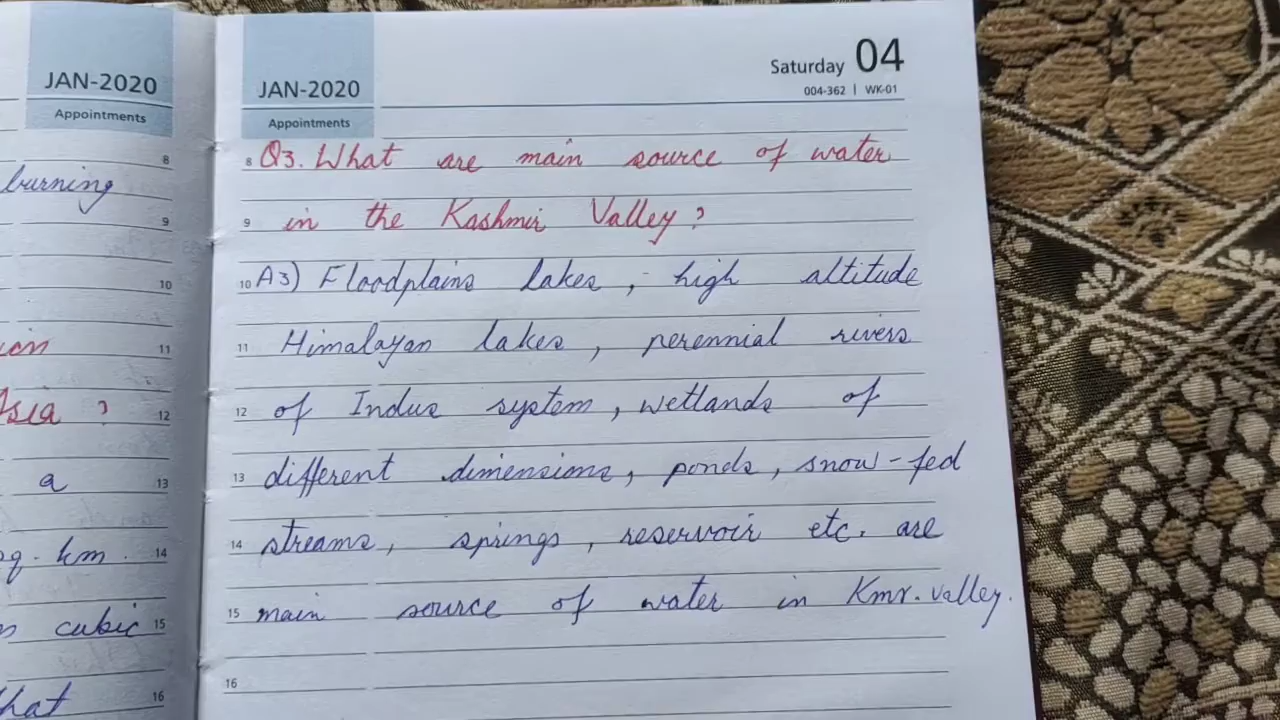 JAN-2020
Appointments
8
burning
9
10
11
Asia ?
12
a
13
sq. km.
14
cubic
15
16
JAN-2020
Appointments
Saturday 04
004-362 | WK-01
8 Q3. What are main source of water
9 in the Kashmir Valley?
10 A3) Floodplains lakes, high altitude
11 Himalayan lakes, perennial rivers
12 of Indus system, wetlands of
13 different dimensions, ponds, snow-fed
14 streams, springs, reservoir etc. are
15 main source of water in Kmr. valley.
16